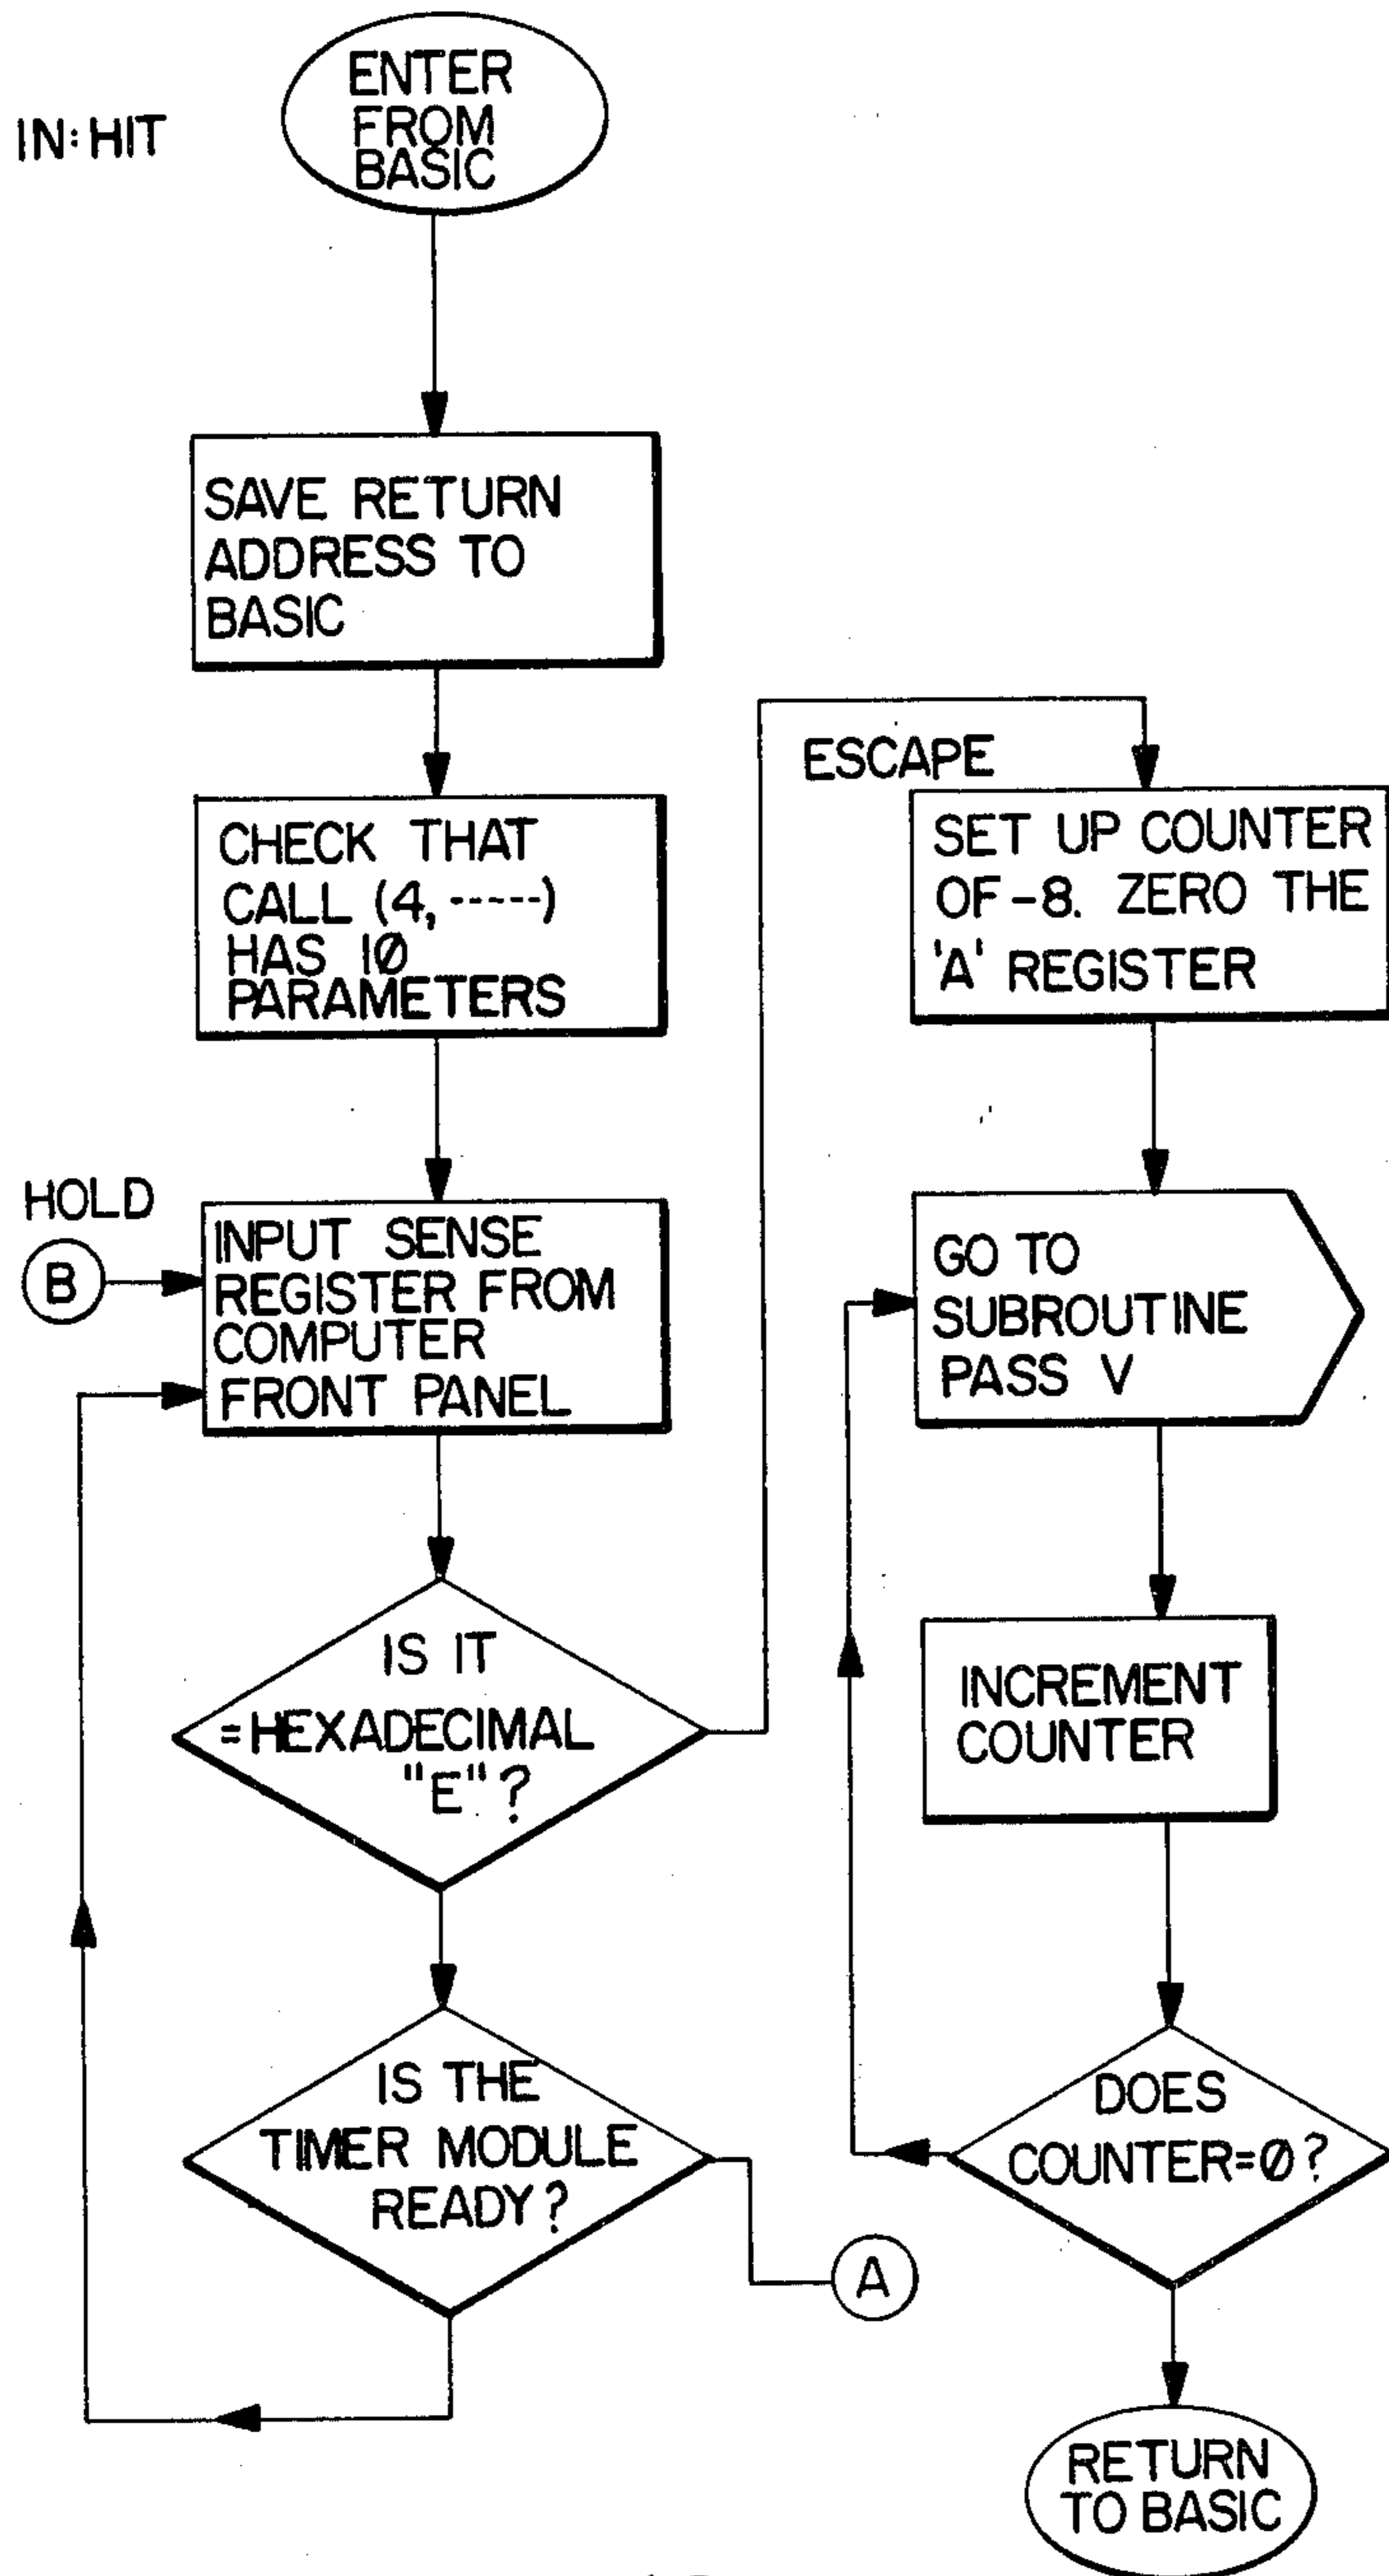 IN: HIT
ENTER
FROM
BASIC
SAVE RETURN
ADDRESS TO
BASIC
CHECK THAT
CALL (4, -----)
HAS 1Ø
PARAMETERS
HOLD
B
INPUT SENSE
REGISTER FROM
COMPUTER
FRONT PANEL
IS IT
=HEXADECIMAL
"E"?
IS THE
TIMER MODULE
READY?
A
ESCAPE
SET UP COUNTER
OF -8. ZERO THE
'A' REGISTER
GO TO
SUBROUTINE
PASS V
INCREMENT
COUNTER
DOES
COUNTER=Ø?
RETURN
TO BASIC